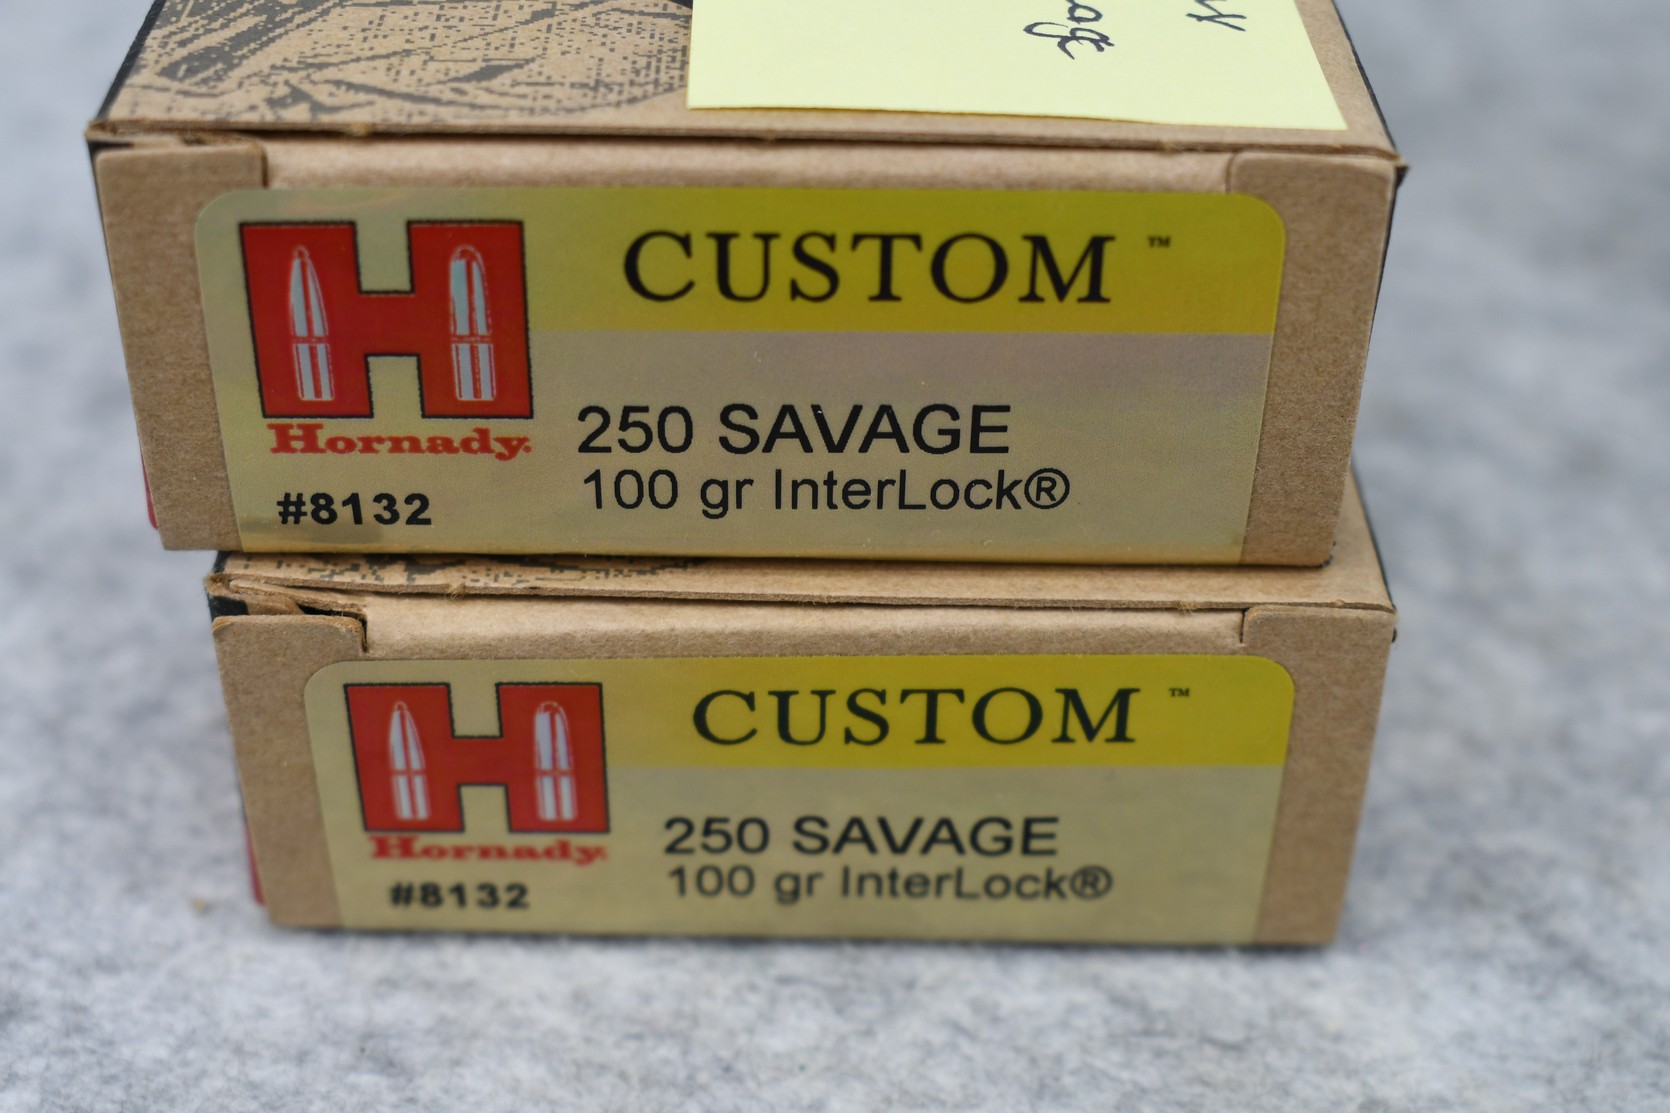 CUSTOM™
Hornady
250 SAVAGE
100 gr InterLock®
#8132
CUSTOM™
Hornady
250 SAVAGE
100 gr InterLock®
#8132